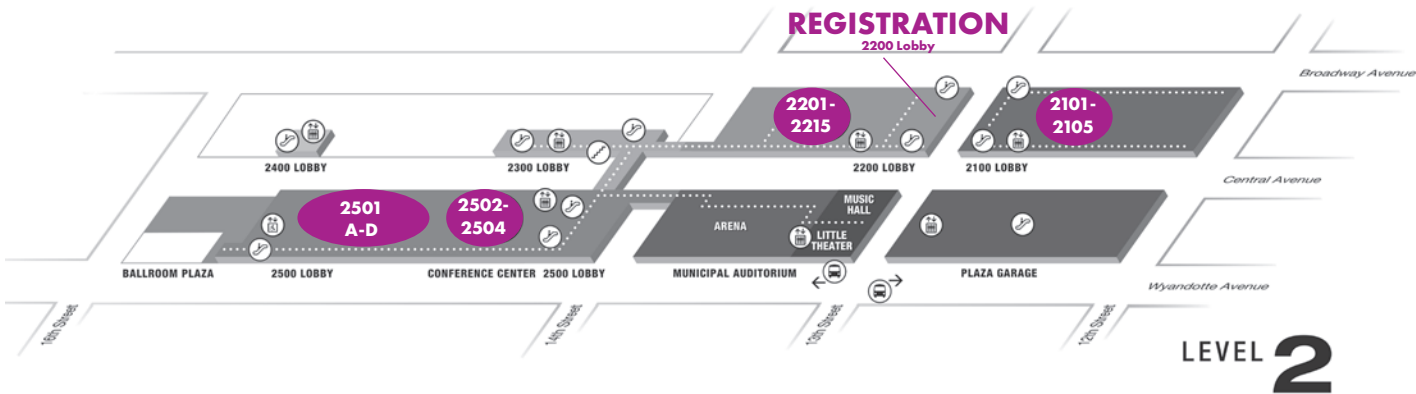 REGISTRATION
2200 Lobby
Broadway Avenue
2201-
2215
2101-
2105
2400 LOBBY
2300 LOBBY
2200 LOBBY
2100 LOBBY
Central Avenue
2501
A-D
2502-
2504
MUSIC
HALL
ARENA
LITTLE
THEATER
BALLROOM PLAZA
2500 LOBBY
CONFERENCE CENTER
2500 LOBBY
MUNICIPAL AUDITORIUM
PLAZA GARAGE
Wyandotte Avenue
16th Street
14th Street
13th Street
12th Street
LEVEL 2